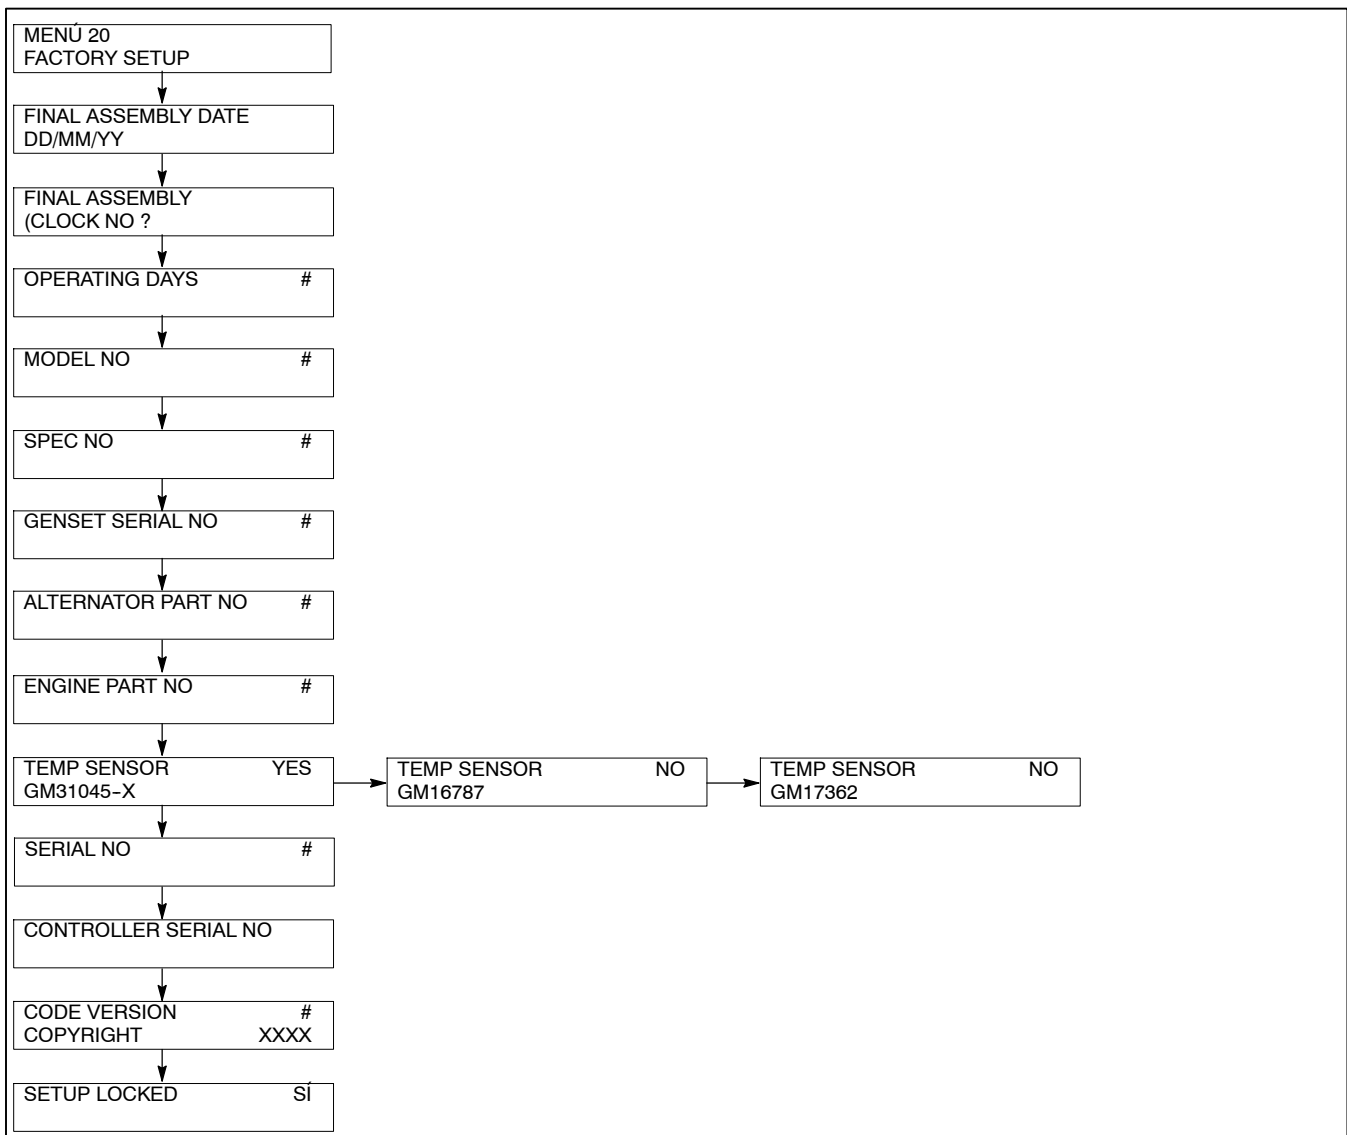 MENÚ 20
FACTORY SETUP
FINAL ASSEMBLY DATE
DD/MM/YY
FINAL ASSEMBLY
(CLOCK NO ?
OPERATING DAYS #
MODEL NO #
SPEC NO #
GENSET SERIAL NO #
ALTERNATOR PART NO #
ENGINE PART NO #
TEMP SENSOR YES
GM31045-X
TEMP SENSOR NO
GM16787
TEMP SENSOR NO
GM17362
SERIAL NO #
CONTROLLER SERIAL NO
CODE VERSION #
COPYRIGHT XXXX
SETUP LOCKED SÍ